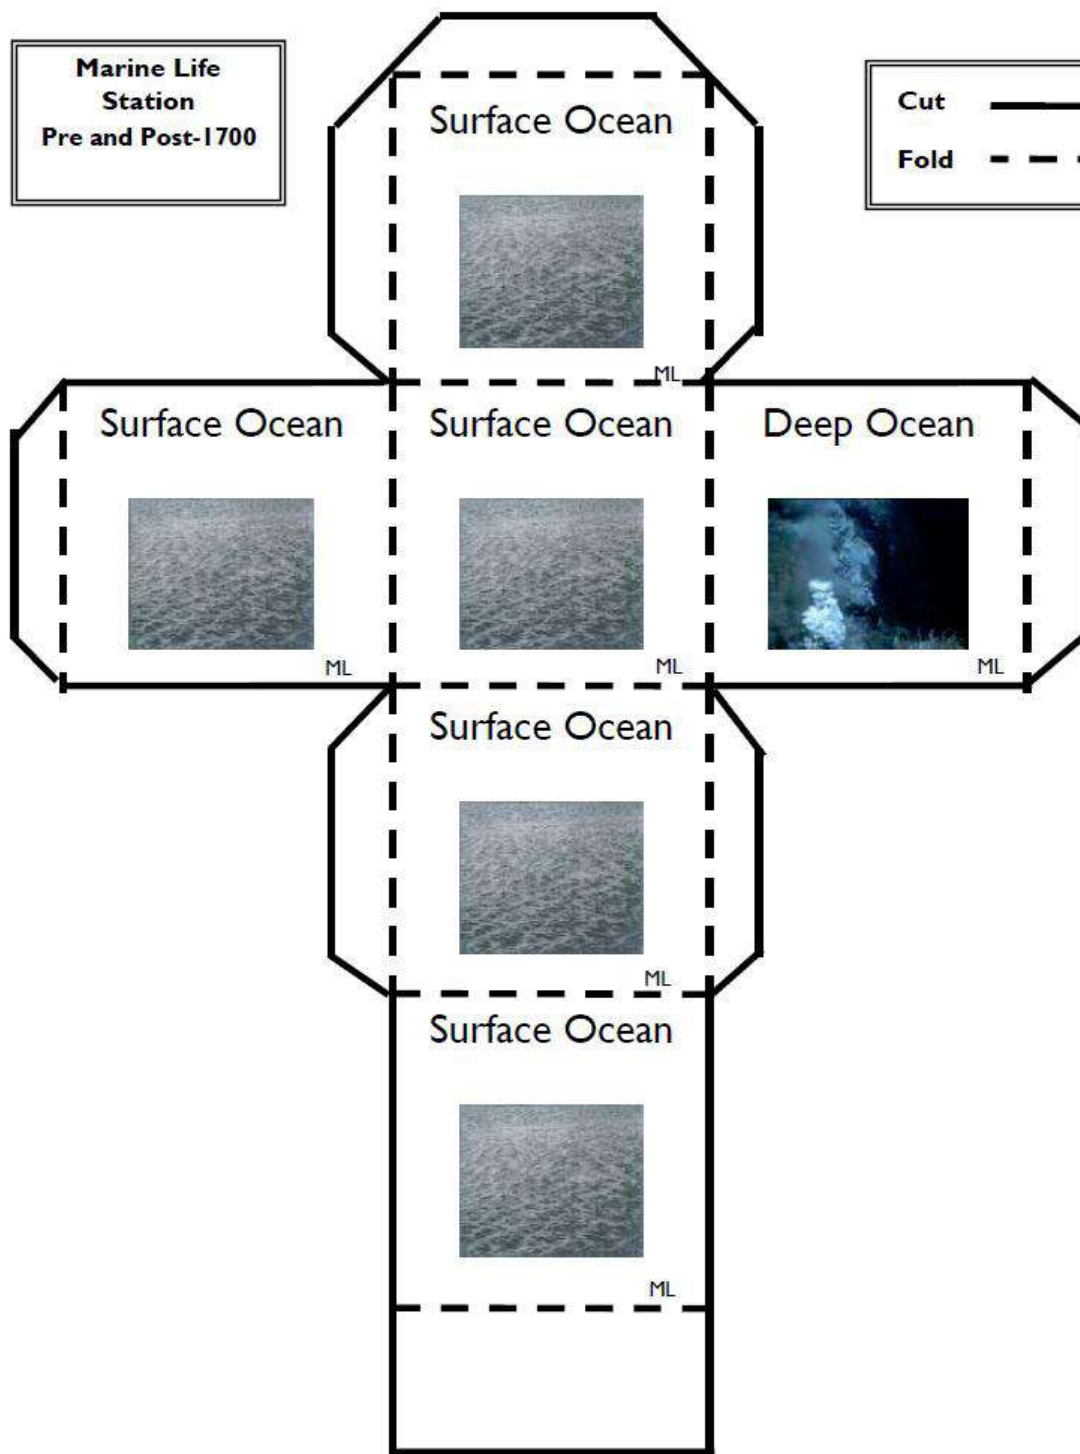 Marine Life
Station
Pre and Post-1700
Cut
Fold
Surface Ocean
ML
Surface Ocean
Surface Ocean
Deep Ocean
ML
ML
ML
Surface Ocean
ML
Surface Ocean
ML